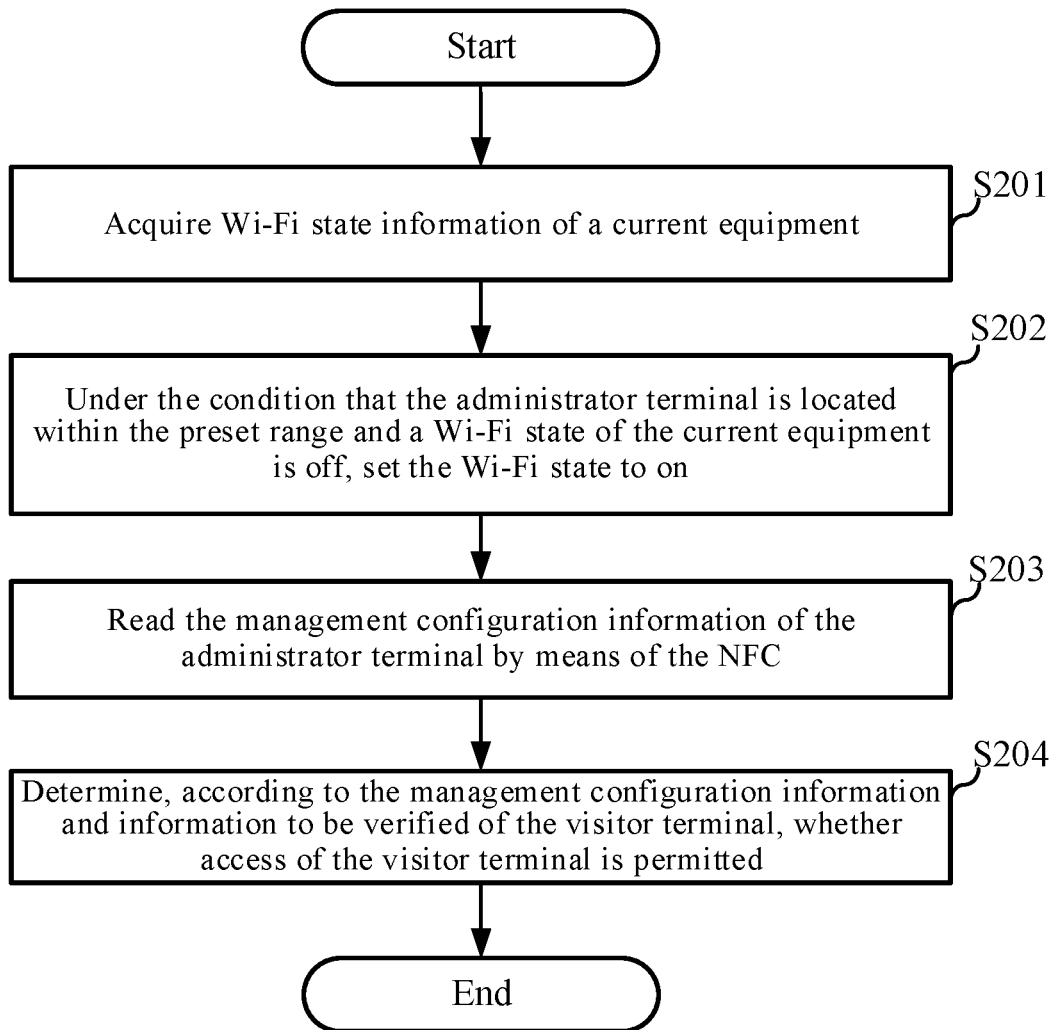 Start
S201
Acquire Wi-Fi state information of a current equipment
S202
Under the condition that the administrator terminal is located
within the preset range and a Wi-Fi state of the current equipment
is off, set the Wi-Fi state to on
S203
Read the management configuration information of the
administrator terminal by means of the NFC
S204
Determine, according to the management configuration information
and information to be verified of the visitor terminal, whether
access of the visitor terminal is permitted
End